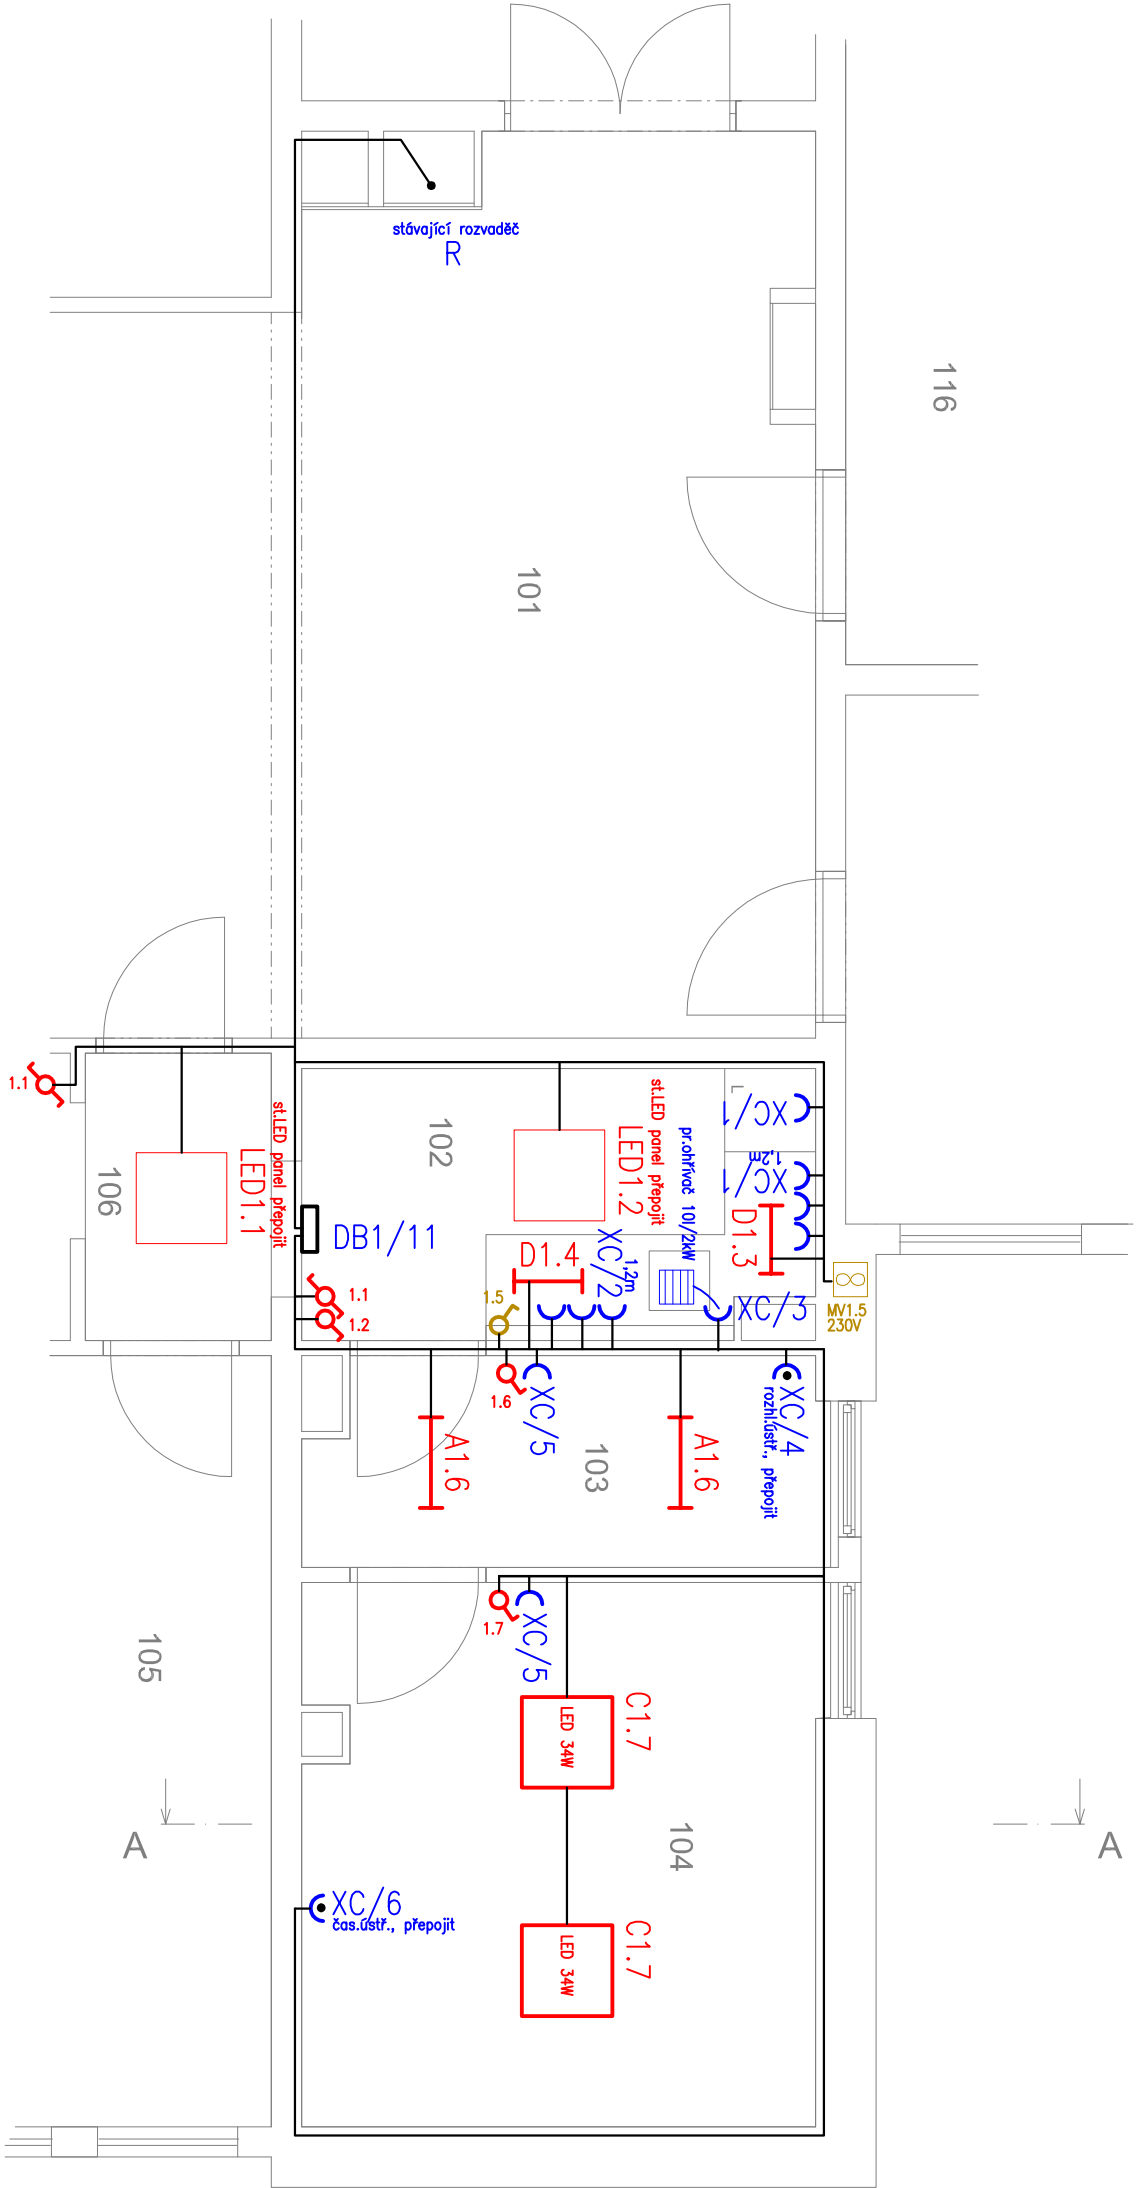 stávající rozvaděč
R
116
101
1.1
106
st.LED panel přepojit
LED1.1
102
DB1/11
1.1
1.2
st.LED panel přepojit
LED1.2
pr.ohřívač 10l/2kW
L
XC/1
1,2m
XC/1
D1.3
D1.4
XC/2
1,2m
XC/3
8
MV1.5
230V
1.5
1.6
XC/5
XC/4
rozhl.ústř., přepojit
A1.6
103
A1.6
1.7
XC/5
105
C1.7
LED 34W
A
A
104
XC/6
čas.ústř., přepojit
C1.7
LED 34W